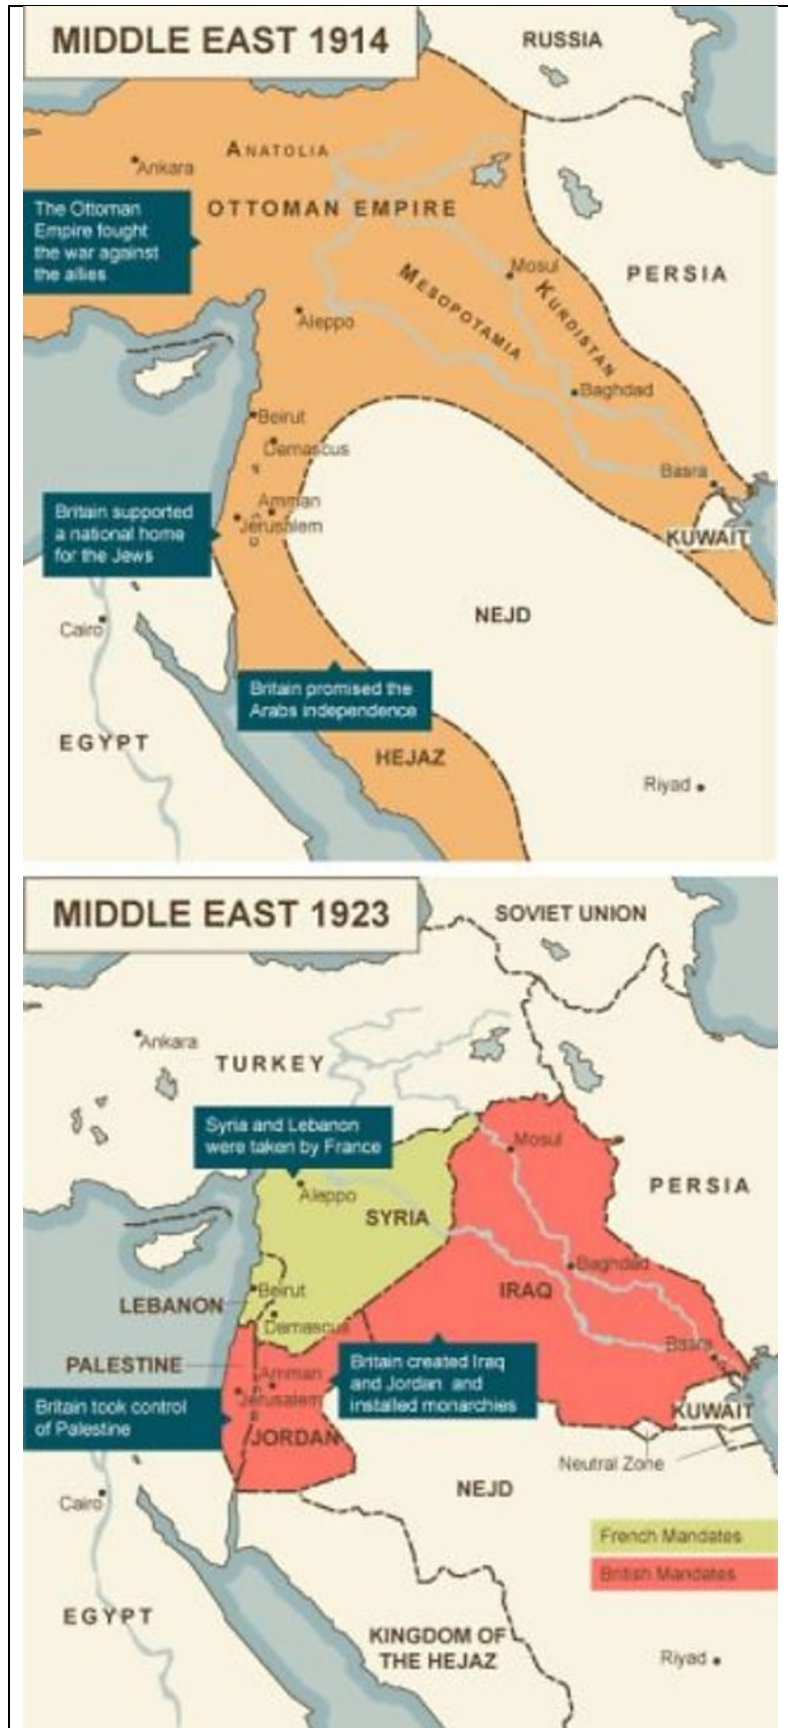 MIDDLE EAST 1914
RUSSIA
ANATOLIA
Ankara
The Ottoman
Empire fought
the war against
the allies
OTTOMAN EMPIRE
Mosul
PERSIA
MESOPOTAMIA
KURDISTAN
Aleppo
Baghdad
Beirut
Damascus
Basra
Britain supported
a national home
for the Jews
Amman
Jerusalem
KUWAIT
NEJD
Cairo
Britain promised the
Arabs independence
EGYPT
HEJAZ
Riyad
MIDDLE EAST 1923
SOVIET UNION
Ankara
TURKEY
Syria and Lebanon
were taken by France
Mosul
PERSIA
Aleppo
SYRIA
Baghdad
Beirut
IRAQ
LEBANON
Damascus
Basra
PALESTINE
Amman
Britain created Iraq
and Jordan and
installed monarchies
Jerusalem
Britain took control
of Palestine
KUWAIT
JORDAN
Neutral Zone
NEJD
Cairo
French Mandates
British Mandates
EGYPT
KINGDOM OF
THE HEJAZ
Riyad